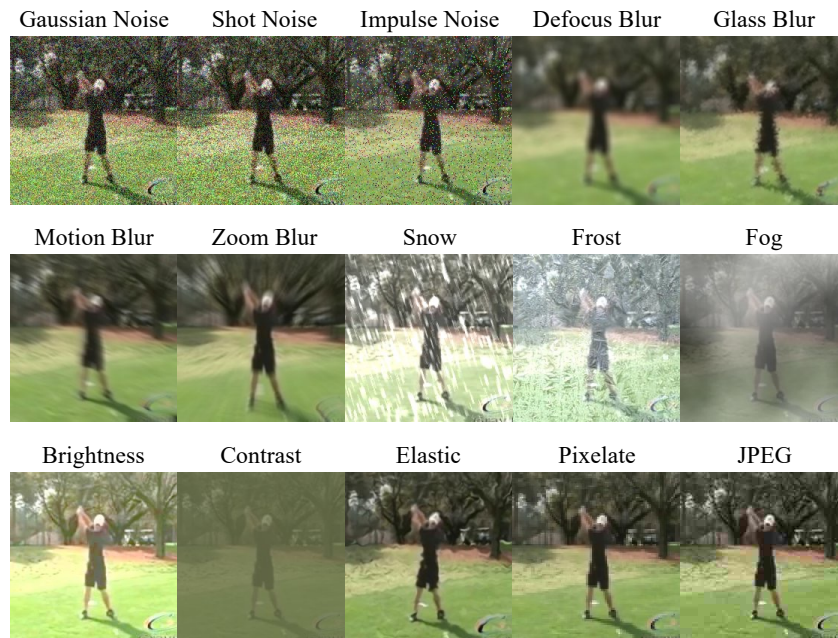 Gaussian Noise Shot Noise Impulse Noise Defocus Blur Glass Blur
Motion Blur Zoom Blur Snow Frost Fog
Brightness Contrast Elastic Pixelate JPEG